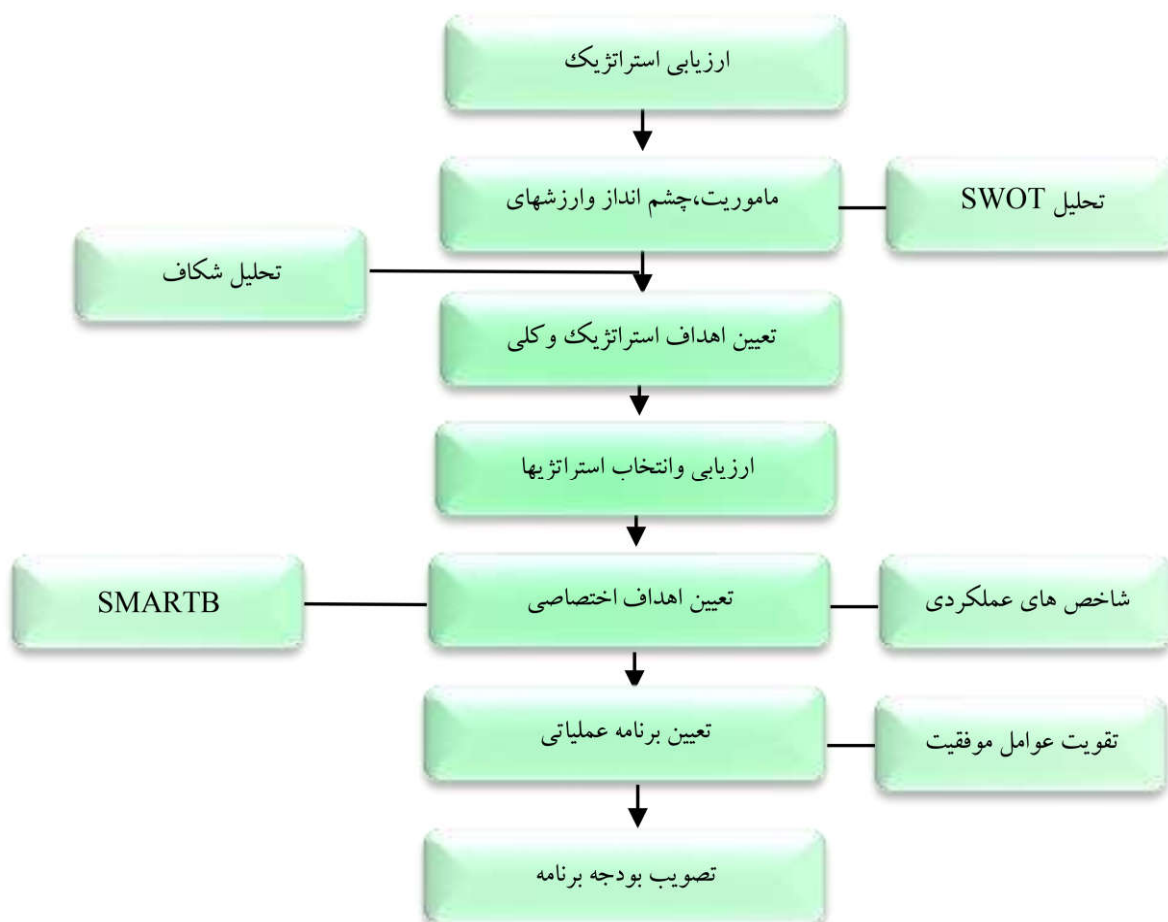 ارزیابی استراتژیک
ماموریت،چشم انداز وارزشهای
تحلیل SWOT
تحلیل شکاف
تعیین اهداف استراتژیک وکلی
ارزیابی وانتخاب استراتژیها
SMARTB
تعیین اهداف اختصاصی
شاخص های عملکردی
تعیین برنامه عملیاتی
تقویت عوامل موفقیت
تصویب بودجه برنامه